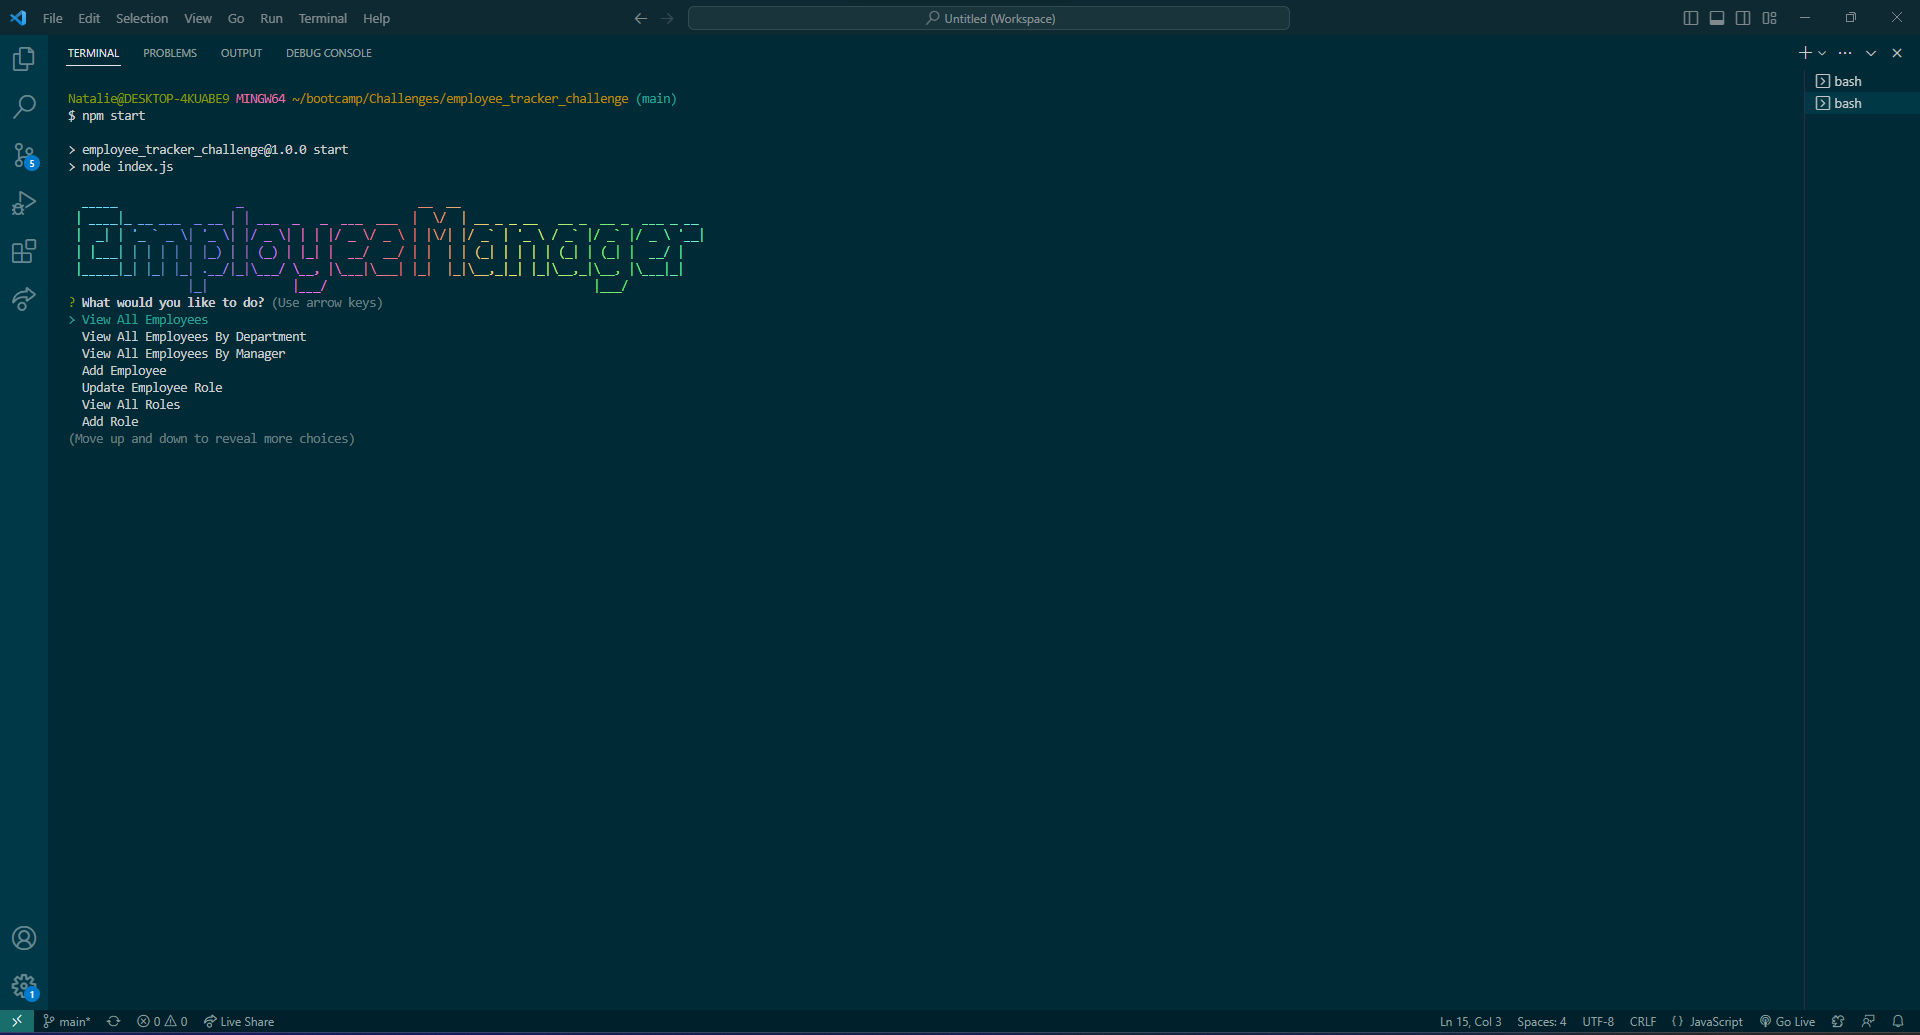 File Edit Selection View Go Run Terminal Help
Untitled (Workspace)
TERMINAL PROBLEMS OUTPUT DEBUG CONSOLE
bash
bash
Natalie@DESKTOP-4KUABE9 MINGW64 ~/bootcamp/Challenges/employee_tracker_challenge (main)
$ npm start
> employee_tracker_challenge@1.0.0 start
> node index.js
EmployeeManager
? What would you like to do? (Use arrow keys)
> View All Employees
View All Employees By Department
View All Employees By Manager
Add Employee
Update Employee Role
View All Roles
Add Role
(Move up and down to reveal more choices)
5
1
main* 0 0 Live Share
Ln 15, Col 3 Spaces: 4 UTF-8 CRLF {} JavaScript Go Live